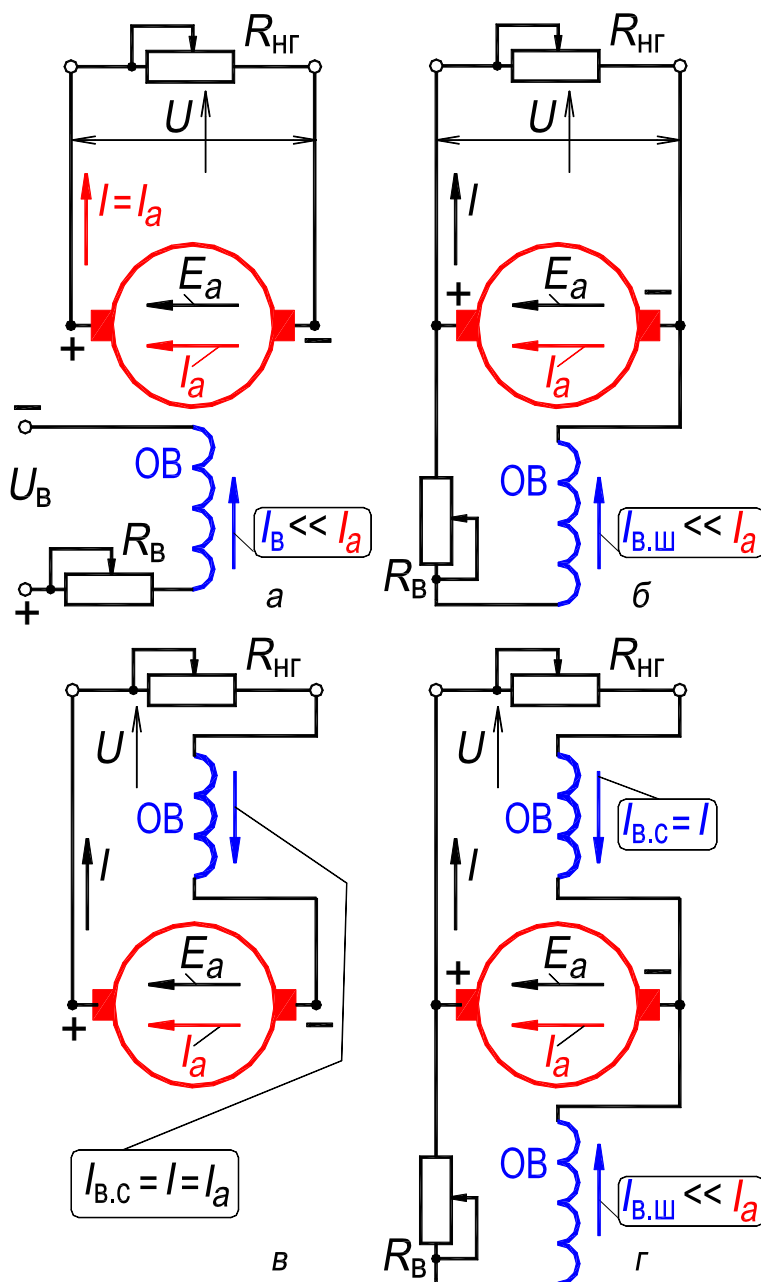 Rнг
U
I = Ia
Ea
+
–
Ia
–
Uв
ОВ
Iв << Ia
Rв
+
а
Rнг
U
I
+
Ea
–
Ia
ОВ
Iв.ш << Ia
Rв
б
Rнг
U
ОВ
I
Ea
+
–
Ia
Iв.с = I = Ia
в
Rнг
U
ОВ
Iв.с = I
I
+
Ea
–
Ia
ОВ
Iв.ш << Ia
Rв
г